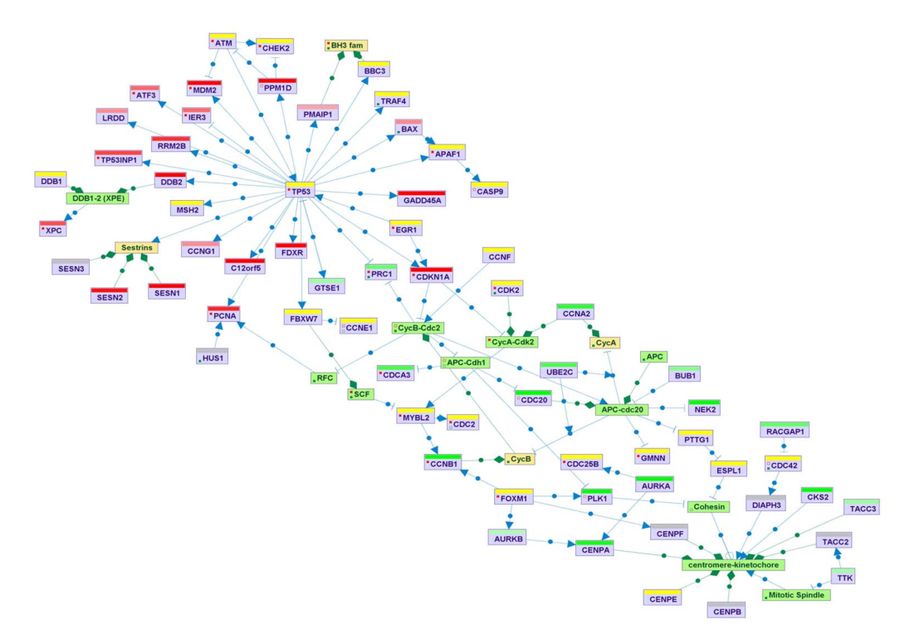 ATM
CHEK2
BH3 fam
BBC3
MDM2
PPM1D
ATF3
TRAF4
LRDD
IER3
PMAIP1
BAX
RRM2B
APAF1
TP53INP1
DDB1
DDB2
TP53
CASP9
DDB1-2 (XPE)
GADD45A
MSH2
XPC
EGR1
Sestrins
CCNG1
FDXR
CCNF
SESN3
C12orf5
PRC1
CDKN1A
GTSE1
CDK2
SESN2
SESN1
PCNA
FBXW7
CCNE1
CycB-Cdc2
CCNA2
CycA-Cdk2
CycA
HUS1
APC-Cdh1
APC
RFC
CDCA3
UBE2C
BUB1
SCF
CDC20
APC-cdc20
NEK2
MYBL2
CDC2
RACGAP1
PTTG1
CCNB1
CycB
CDC25B
GMNN
ESPL1
CDC42
FOXM1
PLK1
AURKA
Cohesin
DIAPH3
CKS2
TACC3
AURKB
CENPF
CENPA
TACC2
centromere-kinetochore
TTK
CENPE
CENPB
Mitotic Spindle